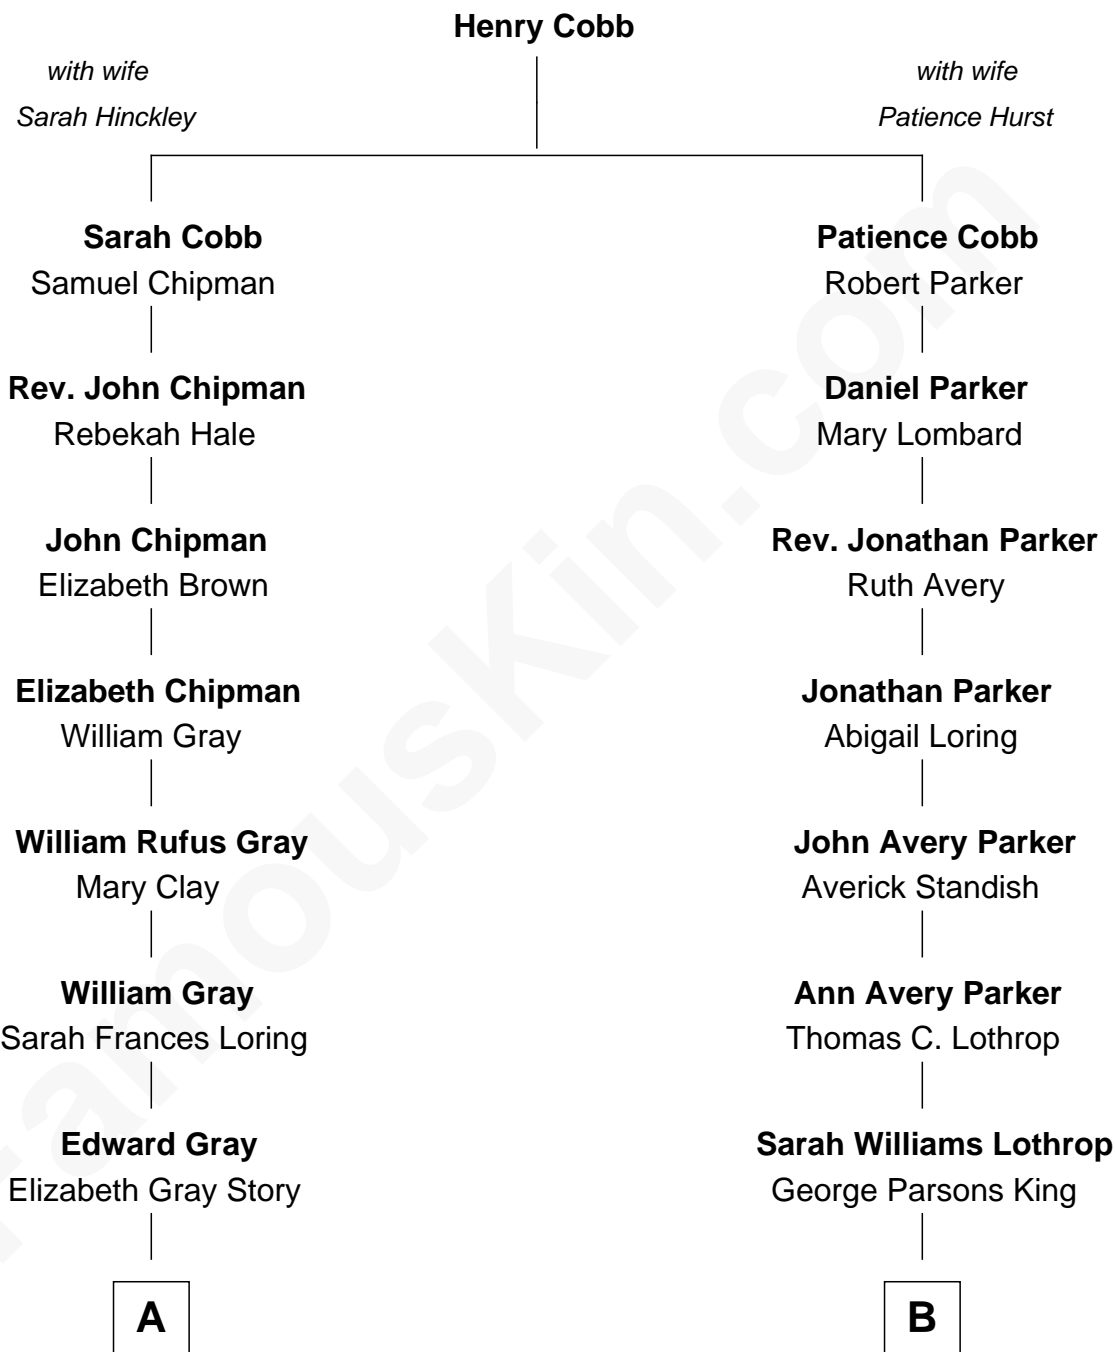 Henry Cobb
with wife
Sarah Hinckley
with wife
Patience Hurst
Sarah Cobb
Samuel Chipman
Patience Cobb
Robert Parker
Rev. John Chipman
Rebekah Hale
Daniel Parker
Mary Lombard
John Chipman
Elizabeth Brown
Rev. Jonathan Parker
Ruth Avery
Elizabeth Chipman
William Gray
Jonathan Parker
Abigail Loring
William Rufus Gray
Mary Clay
John Avery Parker
Averick Standish
William Gray
Sarah Frances Loring
Ann Avery Parker
Thomas C. Lothrop
Edward Gray
Elizabeth Gray Story
Sarah Williams Lothrop
George Parsons King
A
B
FamousKin.com